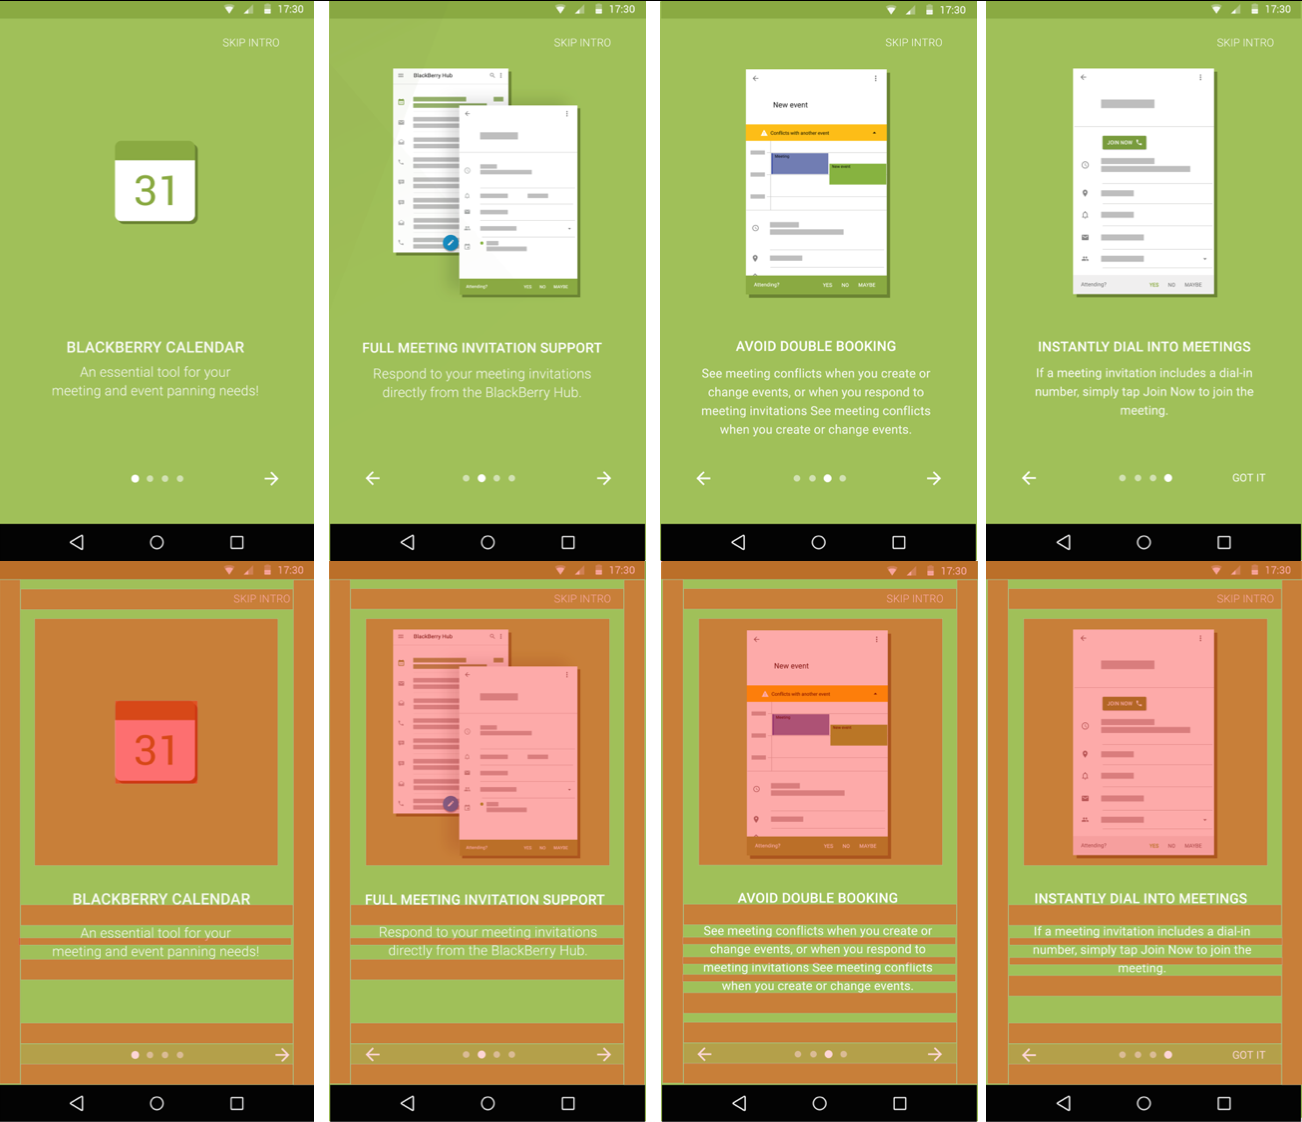 17:30
SKIP INTRO
31
BLACKBERRY CALENDAR
An essential tool for your
meeting and event panning needs!
17:30
SKIP INTRO
BlackBerry Hub
Attending? YES NO MAYBE
FULL MEETING INVITATION SUPPORT
Respond to your meeting invitations
directly from the BlackBerry Hub.
17:30
SKIP INTRO
New event
Conflicts with another event
Meeting
New event
Attending? YES NO MAYBE
AVOID DOUBLE BOOKING
See meeting conflicts when you create or
change events, or when you respond to
meeting invitations See meeting conflicts
when you create or change events.
17:30
SKIP INTRO
JOIN NOW
Attending? YES NO MAYBE
INSTANTLY DIAL INTO MEETINGS
If a meeting invitation includes a dial-in
number, simply tap Join Now to join the
meeting.
GOT IT
17:30
SKIP INTRO
31
BLACKBERRY CALENDAR
An essential tool for your
meeting and event panning needs!
17:30
SKIP INTRO
BlackBerry Hub
Attending? YES NO MAYBE
FULL MEETING INVITATION SUPPORT
Respond to your meeting invitations
directly from the BlackBerry Hub.
17:30
SKIP INTRO
New event
Conflicts with another event
Meeting
New event
Attending? YES NO MAYBE
AVOID DOUBLE BOOKING
See meeting conflicts when you create or
change events, or when you respond to
meeting invitations See meeting conflicts
when you create or change events.
17:30
SKIP INTRO
JOIN NOW
Attending? YES NO MAYBE
INSTANTLY DIAL INTO MEETINGS
If a meeting invitation includes a dial-in
number, simply tap Join Now to join the
meeting.
GOT IT